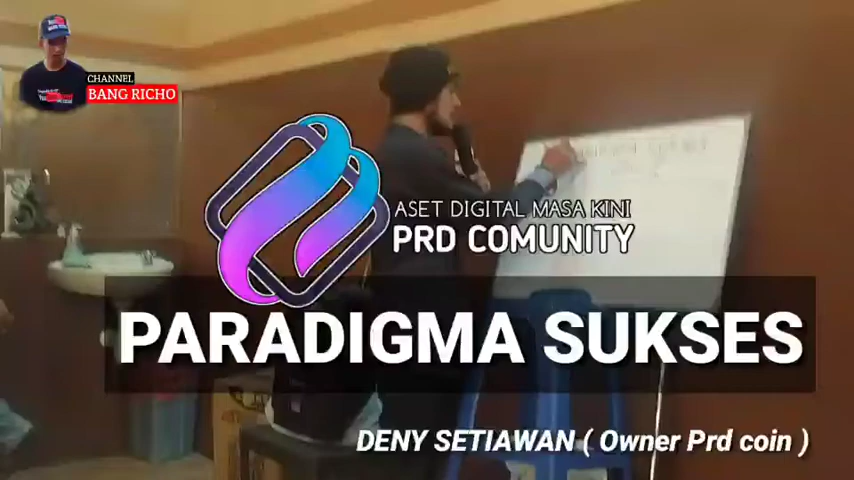 CHANNEL
BANG RICHO
ASET DIGITAL MASA KINI
PRD COMUNITY
PARADIGMA SUKSES
DENY SETIAWAN ( Owner Prd coin )